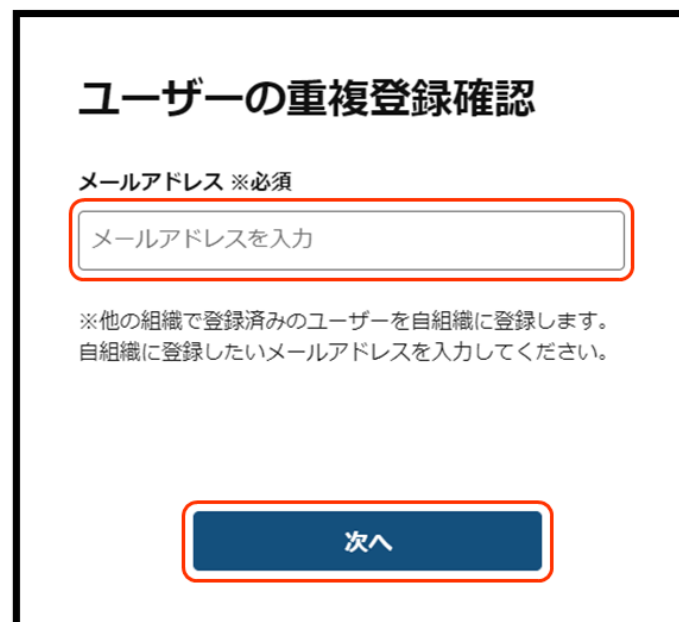 ユーザーの重複登録確認
メールアドレス ※必須
メールアドレスを入力
※他の組織で登録済みのユーザーを自組織に登録します。
自組織に登録したいメールアドレスを入力してください。
次へ